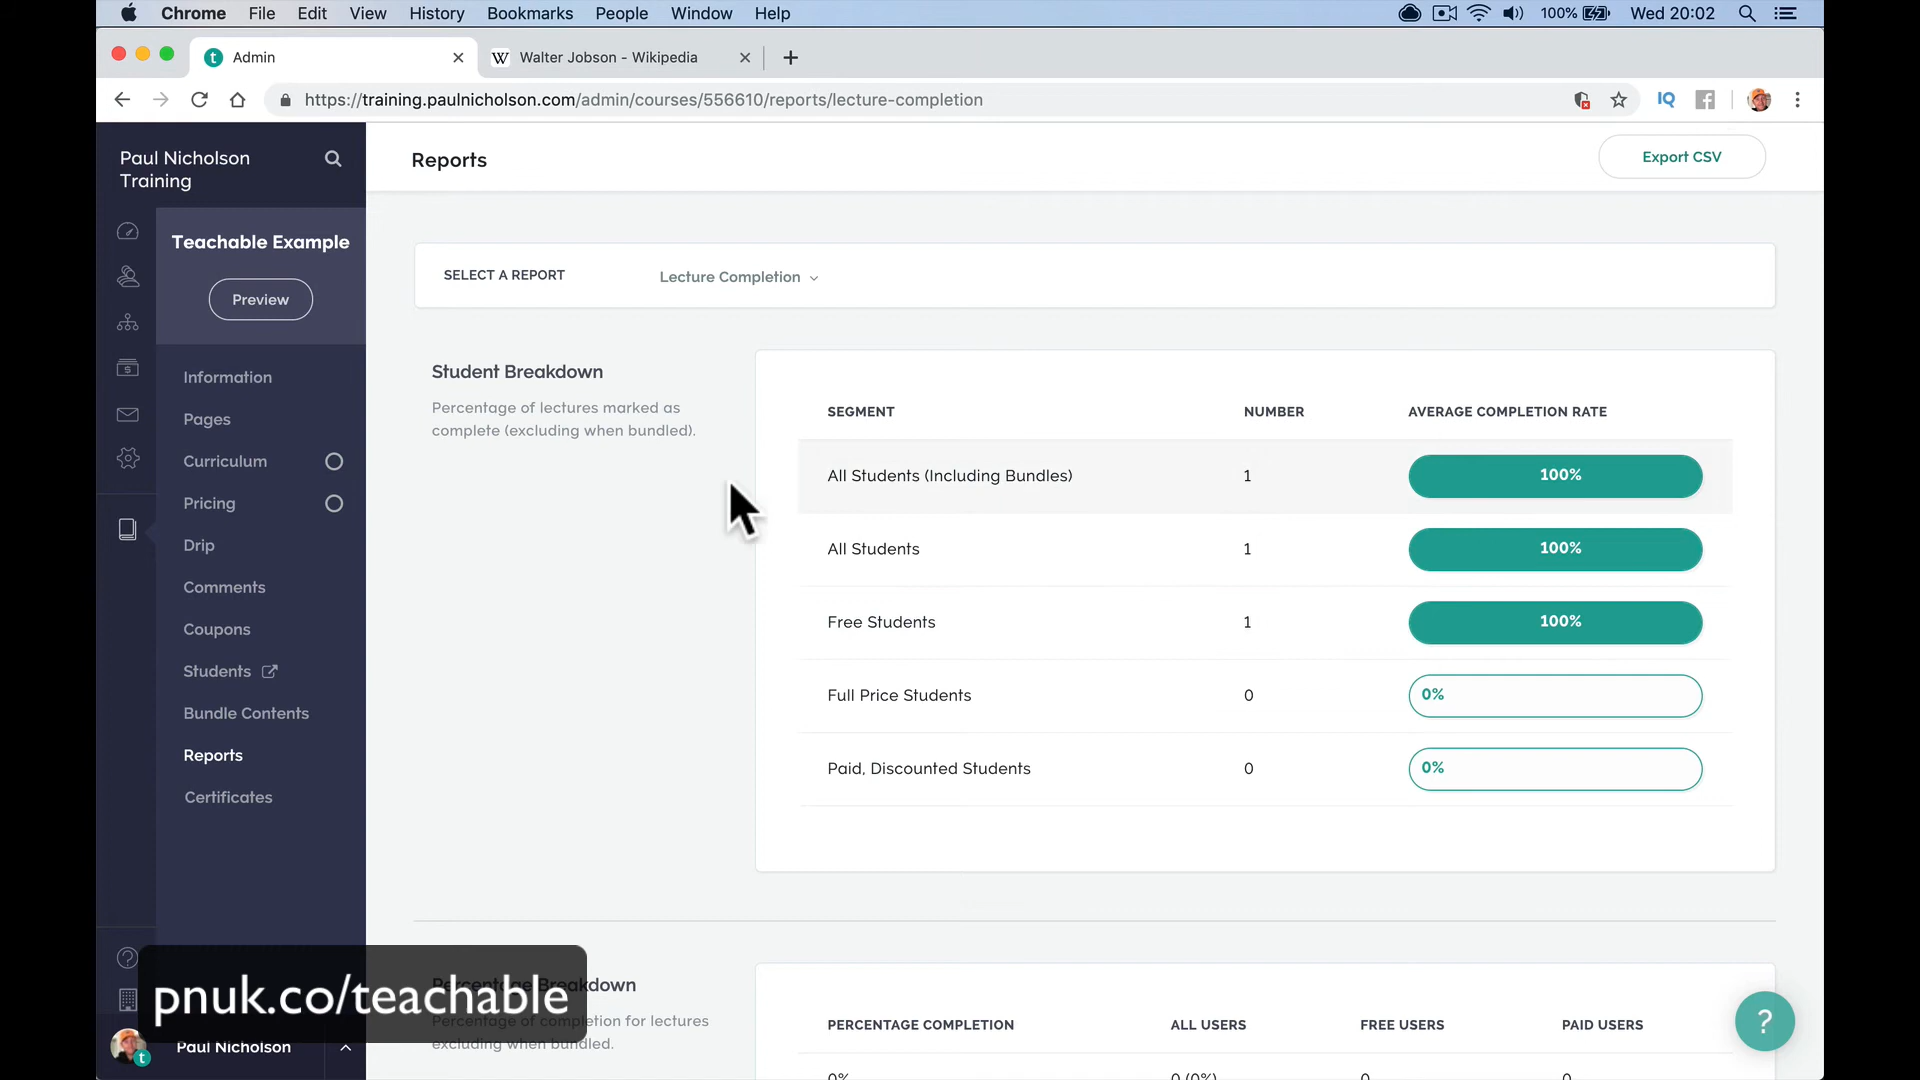 Chrome File Edit View History Bookmarks People Window Help 100% Wed 20:02
Admin Walter Jobson - Wikipedia
https://training.paulnicholson.com/admin/courses/556610/reports/lecture-completion IQ
Paul Nicholson
Training
Reports
Export CSV
Teachable Example
Preview
Information
Pages
Curriculum
Pricing
Drip
Comments
Coupons
Students
Bundle Contents
Reports
Certificates
Paul Nicholson
SELECT A REPORT Lecture Completion
Student Breakdown
Percentage of lectures marked as
complete (excluding when bundled).
SEGMENT NUMBER AVERAGE COMPLETION RATE
All Students (Including Bundles) 1 100%
All Students 1 100%
Free Students 1 100%
Full Price Students 0 0%
Paid, Discounted Students 0 0%
Percentage Breakdown
Percentage of completion for lectures
excluding when bundled.
PERCENTAGE COMPLETION ALL USERS FREE USERS PAID USERS
0% 0 (0%) 0 0
pnuk.co/teachable
?